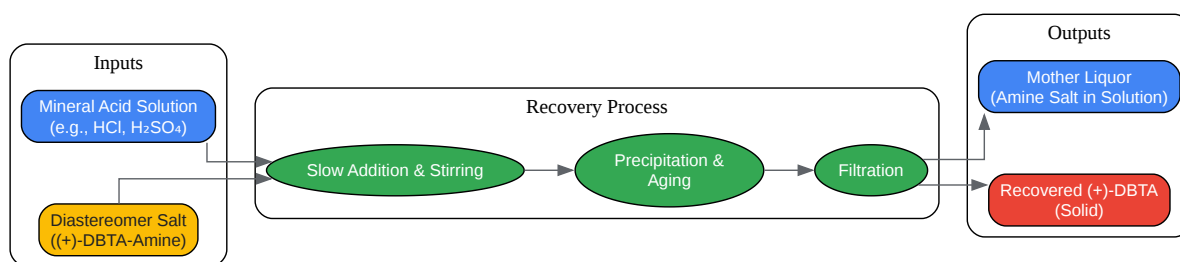 Inputs
Mineral Acid Solution
(e.g., HCl, H₂SO₄)
Diastereomer Salt
((+)-DBTA-Amine)
Recovery Process
Slow Addition & Stirring
Precipitation &
Aging
Filtration
Outputs
Mother Liquor
(Amine Salt in Solution)
Recovered (+)-DBTA
(Solid)